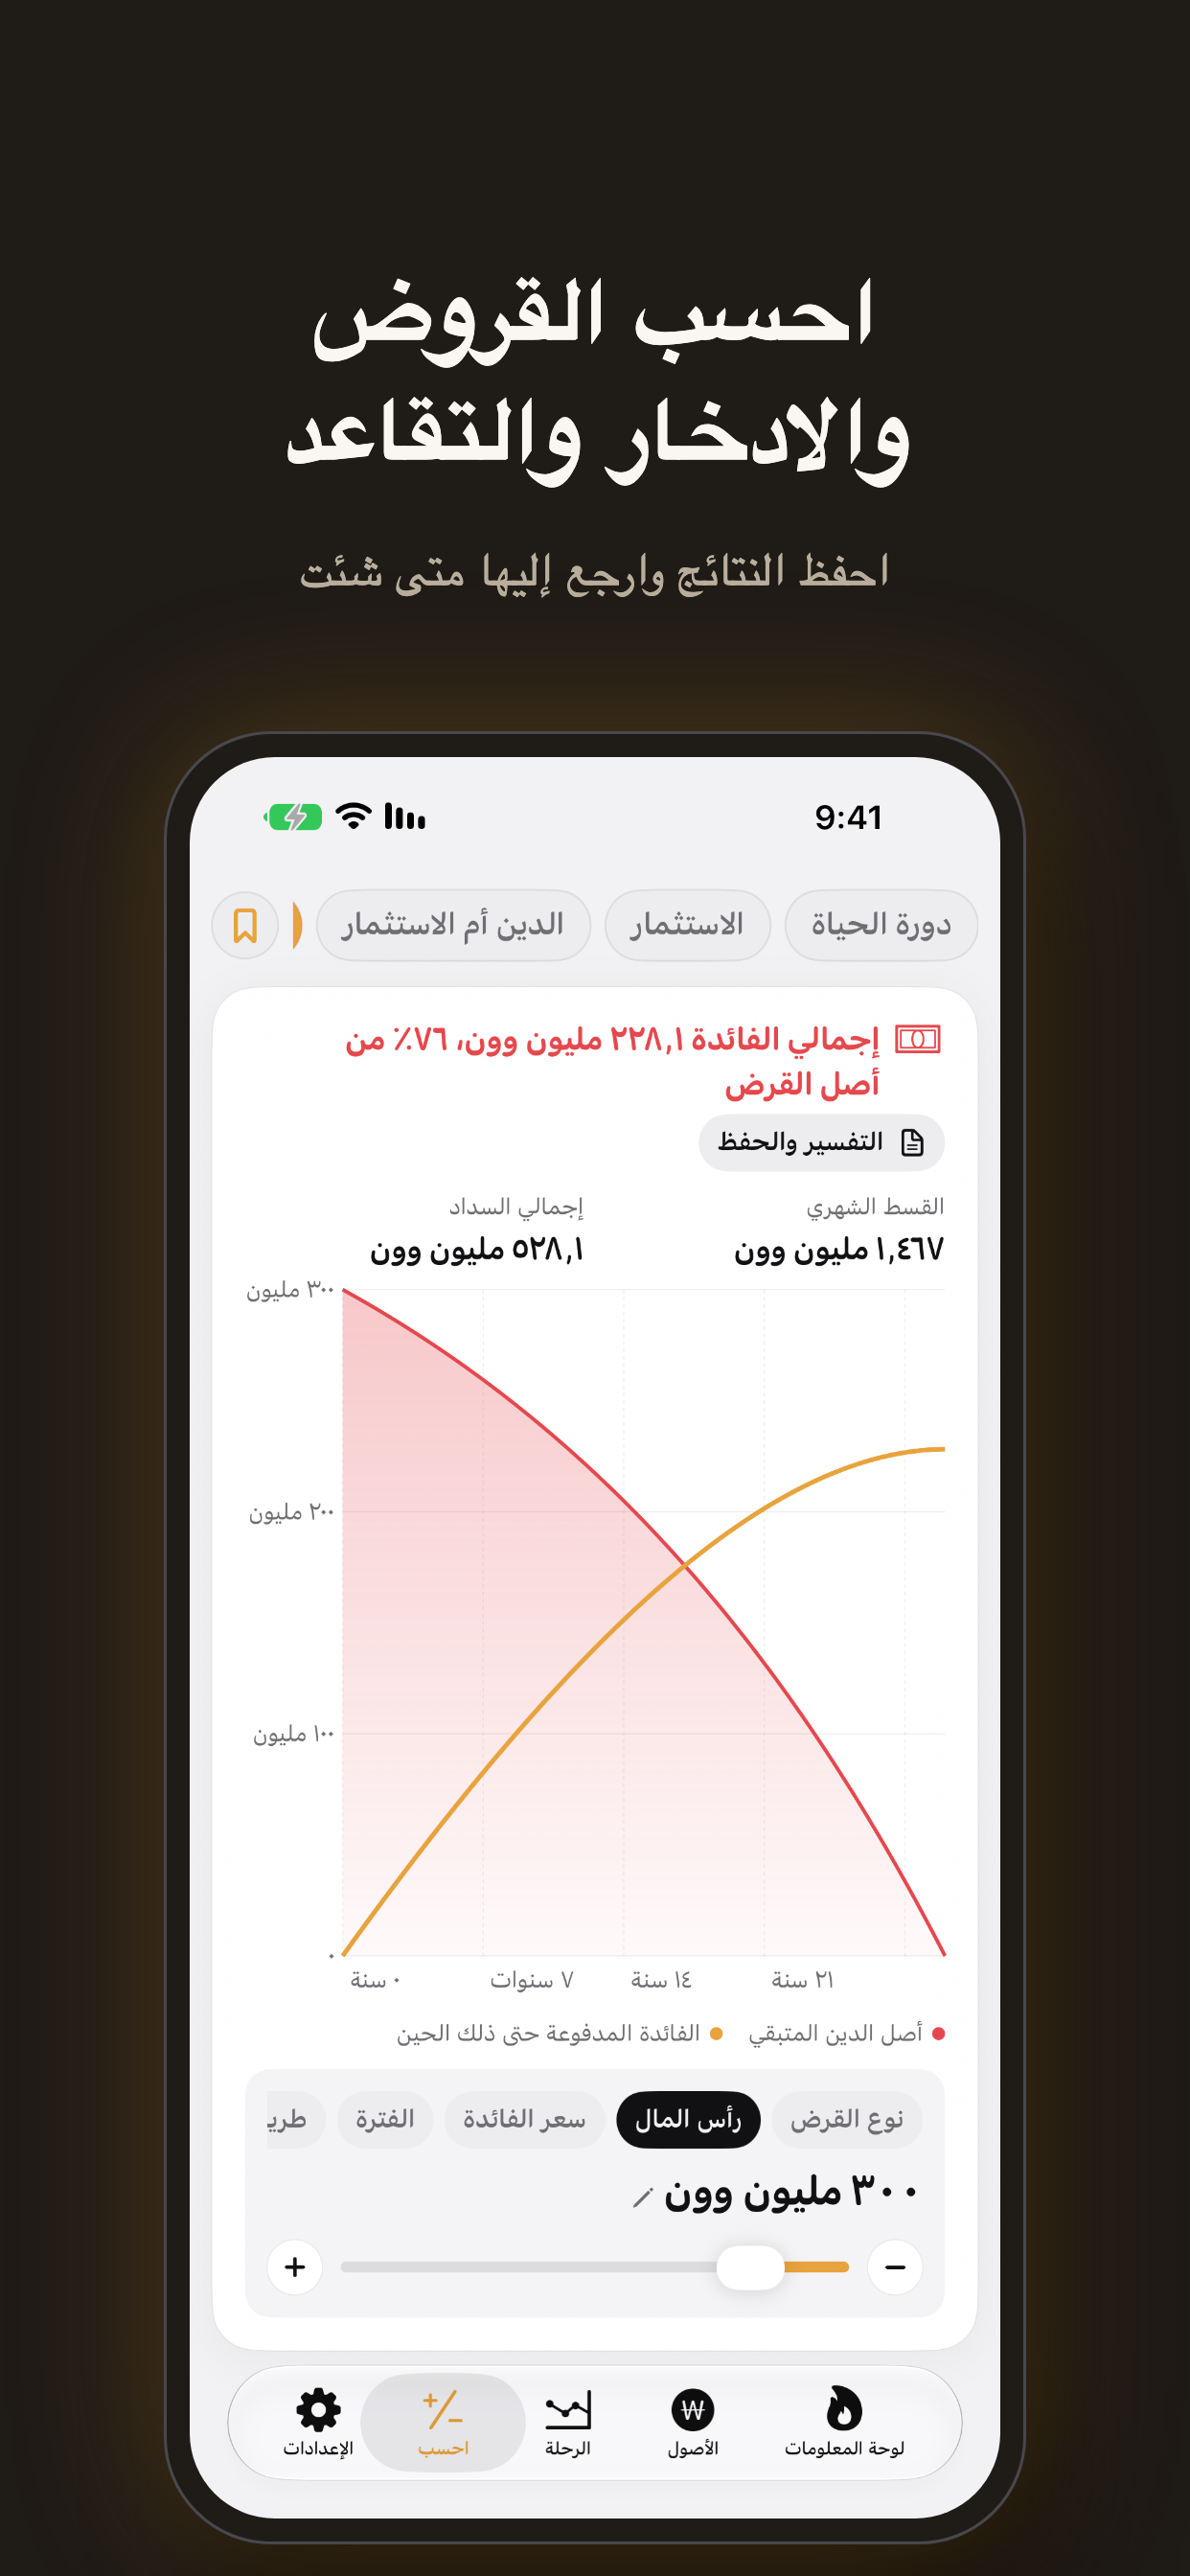 احسب القروض
والادخار والتقاعد
احفظ النتائج وارجع إليها متى شئت
9:41
دورة الحياة
الاستثمار
الدين أم الاستثمار
إجمالي الفائدة ٢٢٨,١ مليون وون، ٧٦٪ من
أصل القرض
التفسير والحفظ
القسط الشهري
إجمالي السداد
١,٤٦٧ مليون وون
٥٢٨,١ مليون وون
٣٠٠ مليون
٢٠٠ مليون
١٠٠ مليون
٠
٠ سنة
٧ سنوات
١٤ سنة
٢١ سنة
أصل الدين المتبقي
الفائدة المدفوعة حتى ذلك الحين
نوع القرض
رأس المال
سعر الفائدة
الفترة
٣٠٠ مليون وون
لوحة المعلومات
الأصول
الرحلة
احسب
الإعدادات